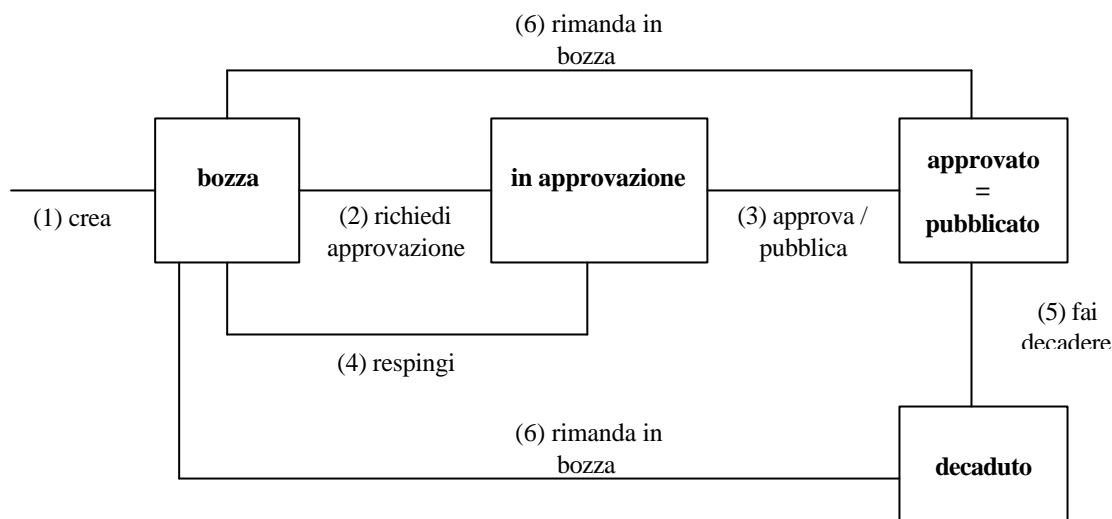 (6) rimanda in
bozza
bozza
in approvazione
approvato
=
pubblicato
(1) crea
(2) richiedi
approvazione
(3) approva /
pubblica
(4) respingi
(5) fai
decadere
(6) rimanda in
bozza
decaduto